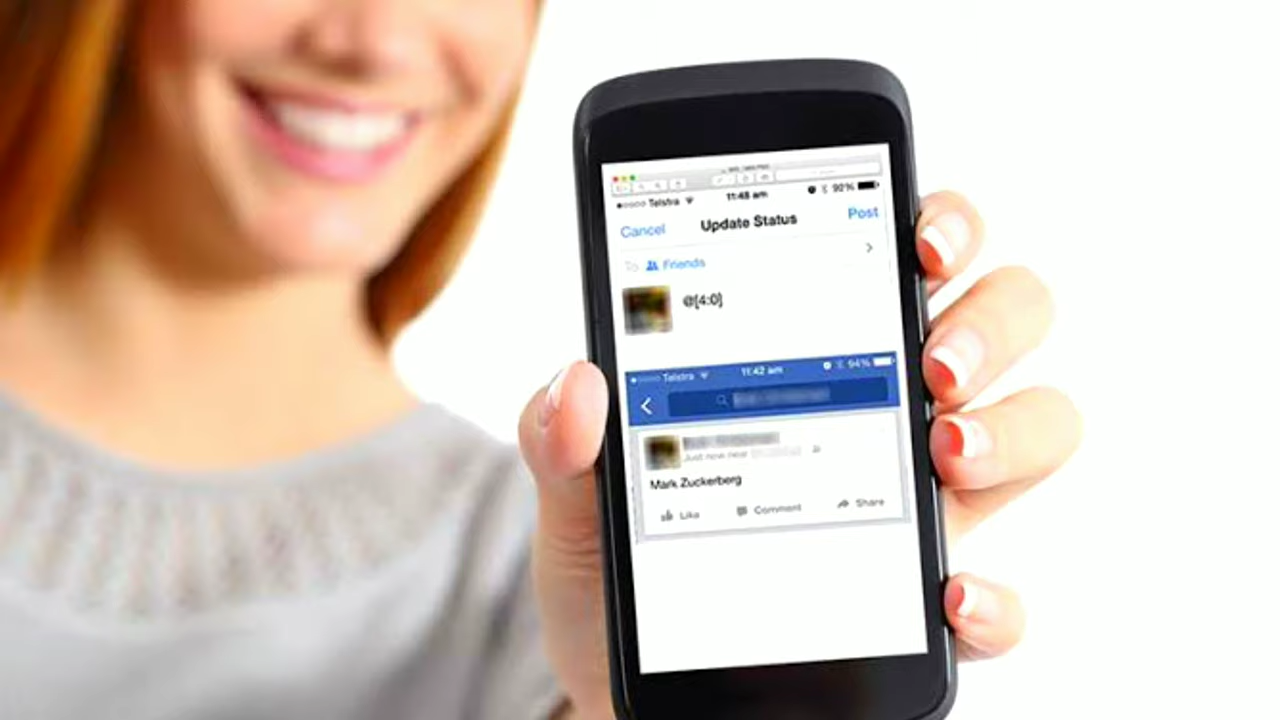 Telstra 11:48 am 92%
Cancel Update Status Post
To: Friends
@[4:0]
Telstra 11:42 am 94%
Just now near
Mark Zuckerberg
Like Comment Share